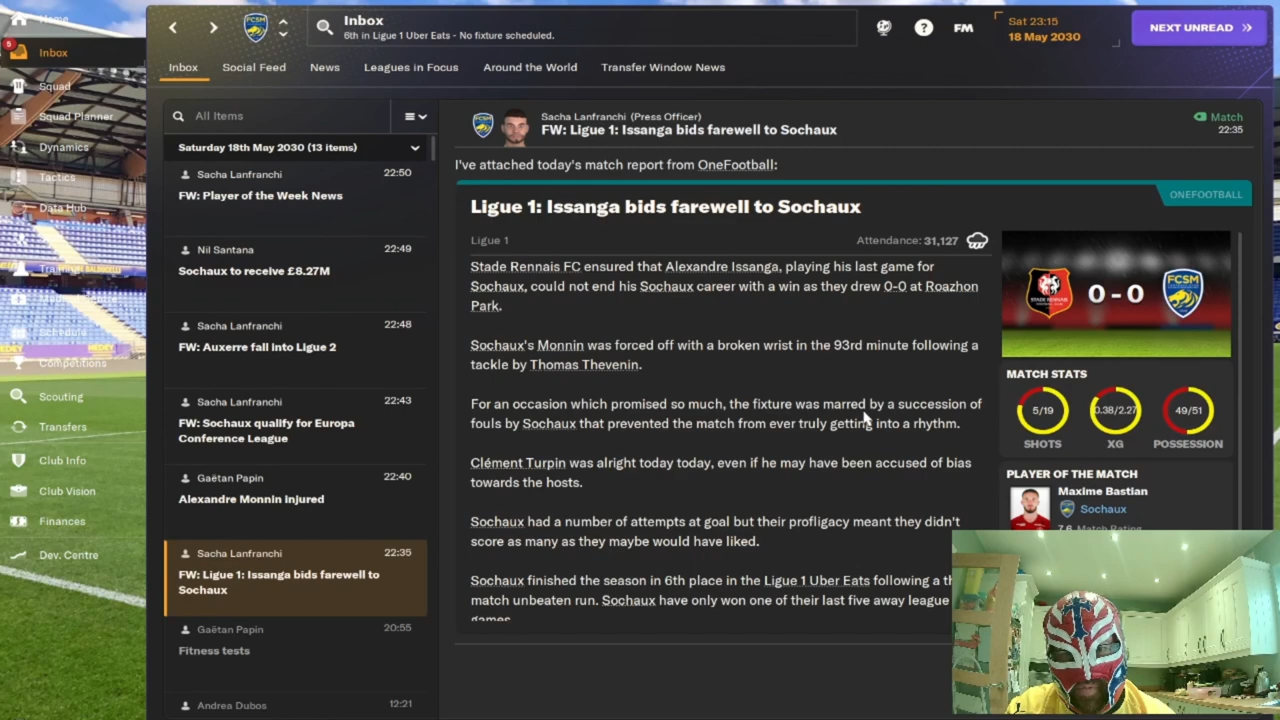 Home
Inbox
6th in Ligue 1 Uber Eats - No fixture scheduled.
FM
Sat 23:15
18 May 2030
NEXT UNREAD
5
Inbox
Squad
Squad Planner
Dynamics
Tactics
Data Hub
Competitions
Scouting
Transfers
Club Info
Club Vision
Finances
Dev. Centre
Inbox
Social Feed
News
Leagues in Focus
Around the World
Transfer Window News
All Items
Saturday 18th May 2030 (13 items)
Sacha Lanfranchi 22:50
FW: Player of the Week News
Nil Santana 22:49
Sochaux to receive £8.27M
Sacha Lanfranchi 22:48
FW: Auxerre fall into Ligue 2
Sacha Lanfranchi 22:43
FW: Sochaux qualify for Europa
Conference League
Gaëtan Papin 22:40
Alexandre Monnin injured
Sacha Lanfranchi 22:35
FW: Ligue 1: Issanga bids farewell to
Sochaux
Gaëtan Papin 20:55
Fitness tests
Andrea Dubos 12:21
Sacha Lanfranchi (Press Officer)
FW: Ligue 1: Issanga bids farewell to Sochaux
Match
22:35
I've attached today's match report from OneFootball:
ONEFOOTBALL
Ligue 1: Issanga bids farewell to Sochaux
Ligue 1
Attendance: 31,127
Stade Rennais FC ensured that Alexandre Issanga, playing his last game for
Sochaux, could not end his Sochaux career with a win as they drew 0-0 at Roazhon
Park.
Sochaux's Monnin was forced off with a broken wrist in the 93rd minute following a
tackle by Thomas Thevenin.
For an occasion which promised so much, the fixture was marred by a succession of
fouls by Sochaux that prevented the match from ever truly getting into a rhythm.
Clément Turpin was alright today today, even if he may have been accused of bias
towards the hosts.
Sochaux had a number of attempts at goal but their profligacy meant they didn't
score as many as they maybe would have liked.
Sochaux finished the season in 6th place in the Ligue 1 Uber Eats following a
match unbeaten run. Sochaux have only won one of their last five away league
games.
STADE RENNAIS
FCSM
0-0
MATCH STATS
5/19
0.38/2.27
49/51
SHOTS
XG
POSSESSION
PLAYER OF THE MATCH
Maxime Bastian
Sochaux
7.6 Match Rating